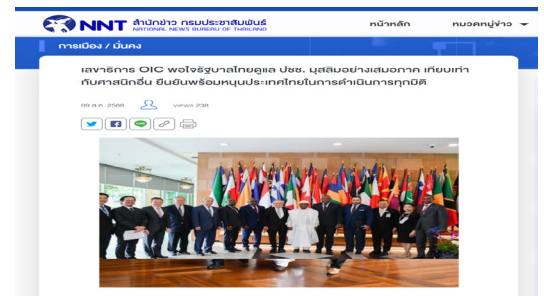 NNT สำนักข่าว กรมประชาสัมพันธ์
NATIONAL NEWS BUREAU OF THAILAND
หน้าหลัก
หมวดหมู่ข่าว
การเมือง / มั่นคง
เลขาธิการ OIC พอใจรัฐบาลไทยดูแล ปชช. มุสลิมอย่างเสมอภาค เทียบเท่า
กับศาสนิกอื่น ยืนยันพร้อมหนุนประเทศไทยในการดำเนินการทุกมิติ
09 ส.ค. 2566
views 238